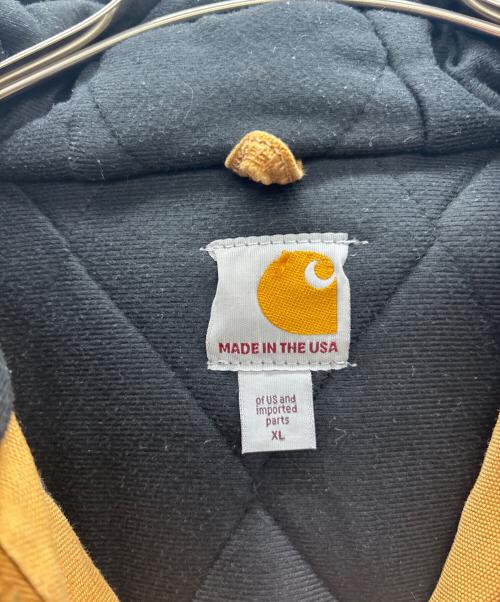 MADE IN THE USA
of US and
imported
parts
XL